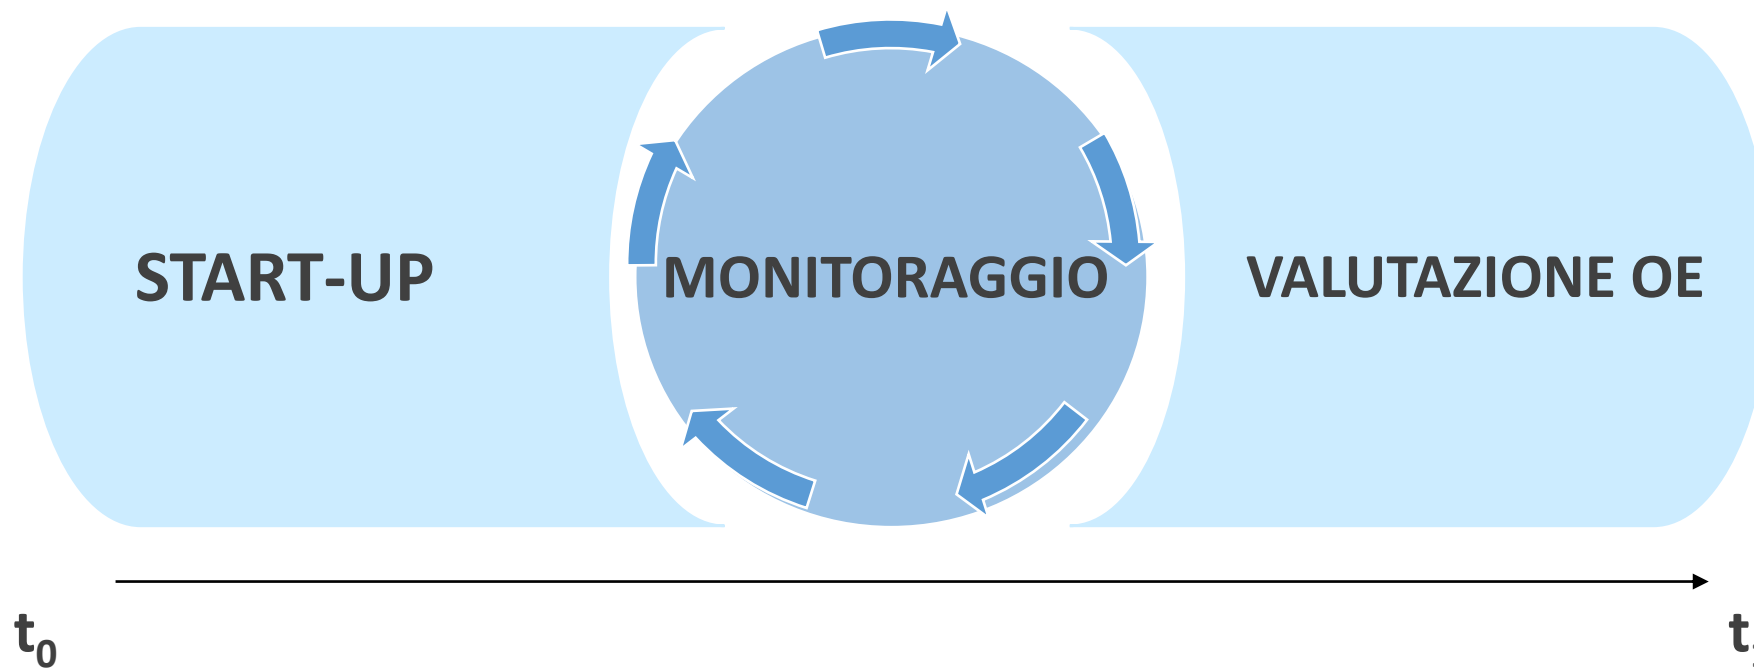 START-UP
MONITORAGGIO
VALUTAZIONE OE
t₀
t